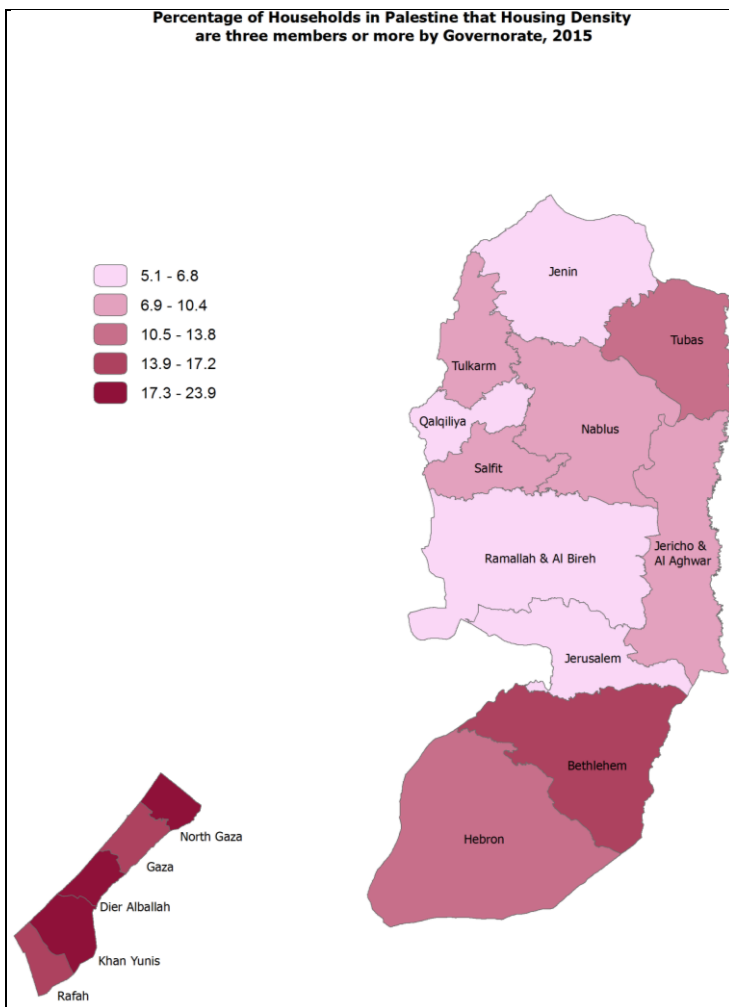 Percentage of Households in Palestine that Housing Density
are three members or more by Governorate, 2015
5.1 - 6.8
6.9 - 10.4
10.5 - 13.8
13.9 - 17.2
17.3 - 23.9
Jenin
Tubas
Tulkarm
Qalqiliya
Nablus
Salfit
Ramallah & Al Bireh
Jericho &
Al Aghwar
Jerusalem
Bethlehem
Hebron
North Gaza
Gaza
Dier Alballah
Khan Yunis
Rafah